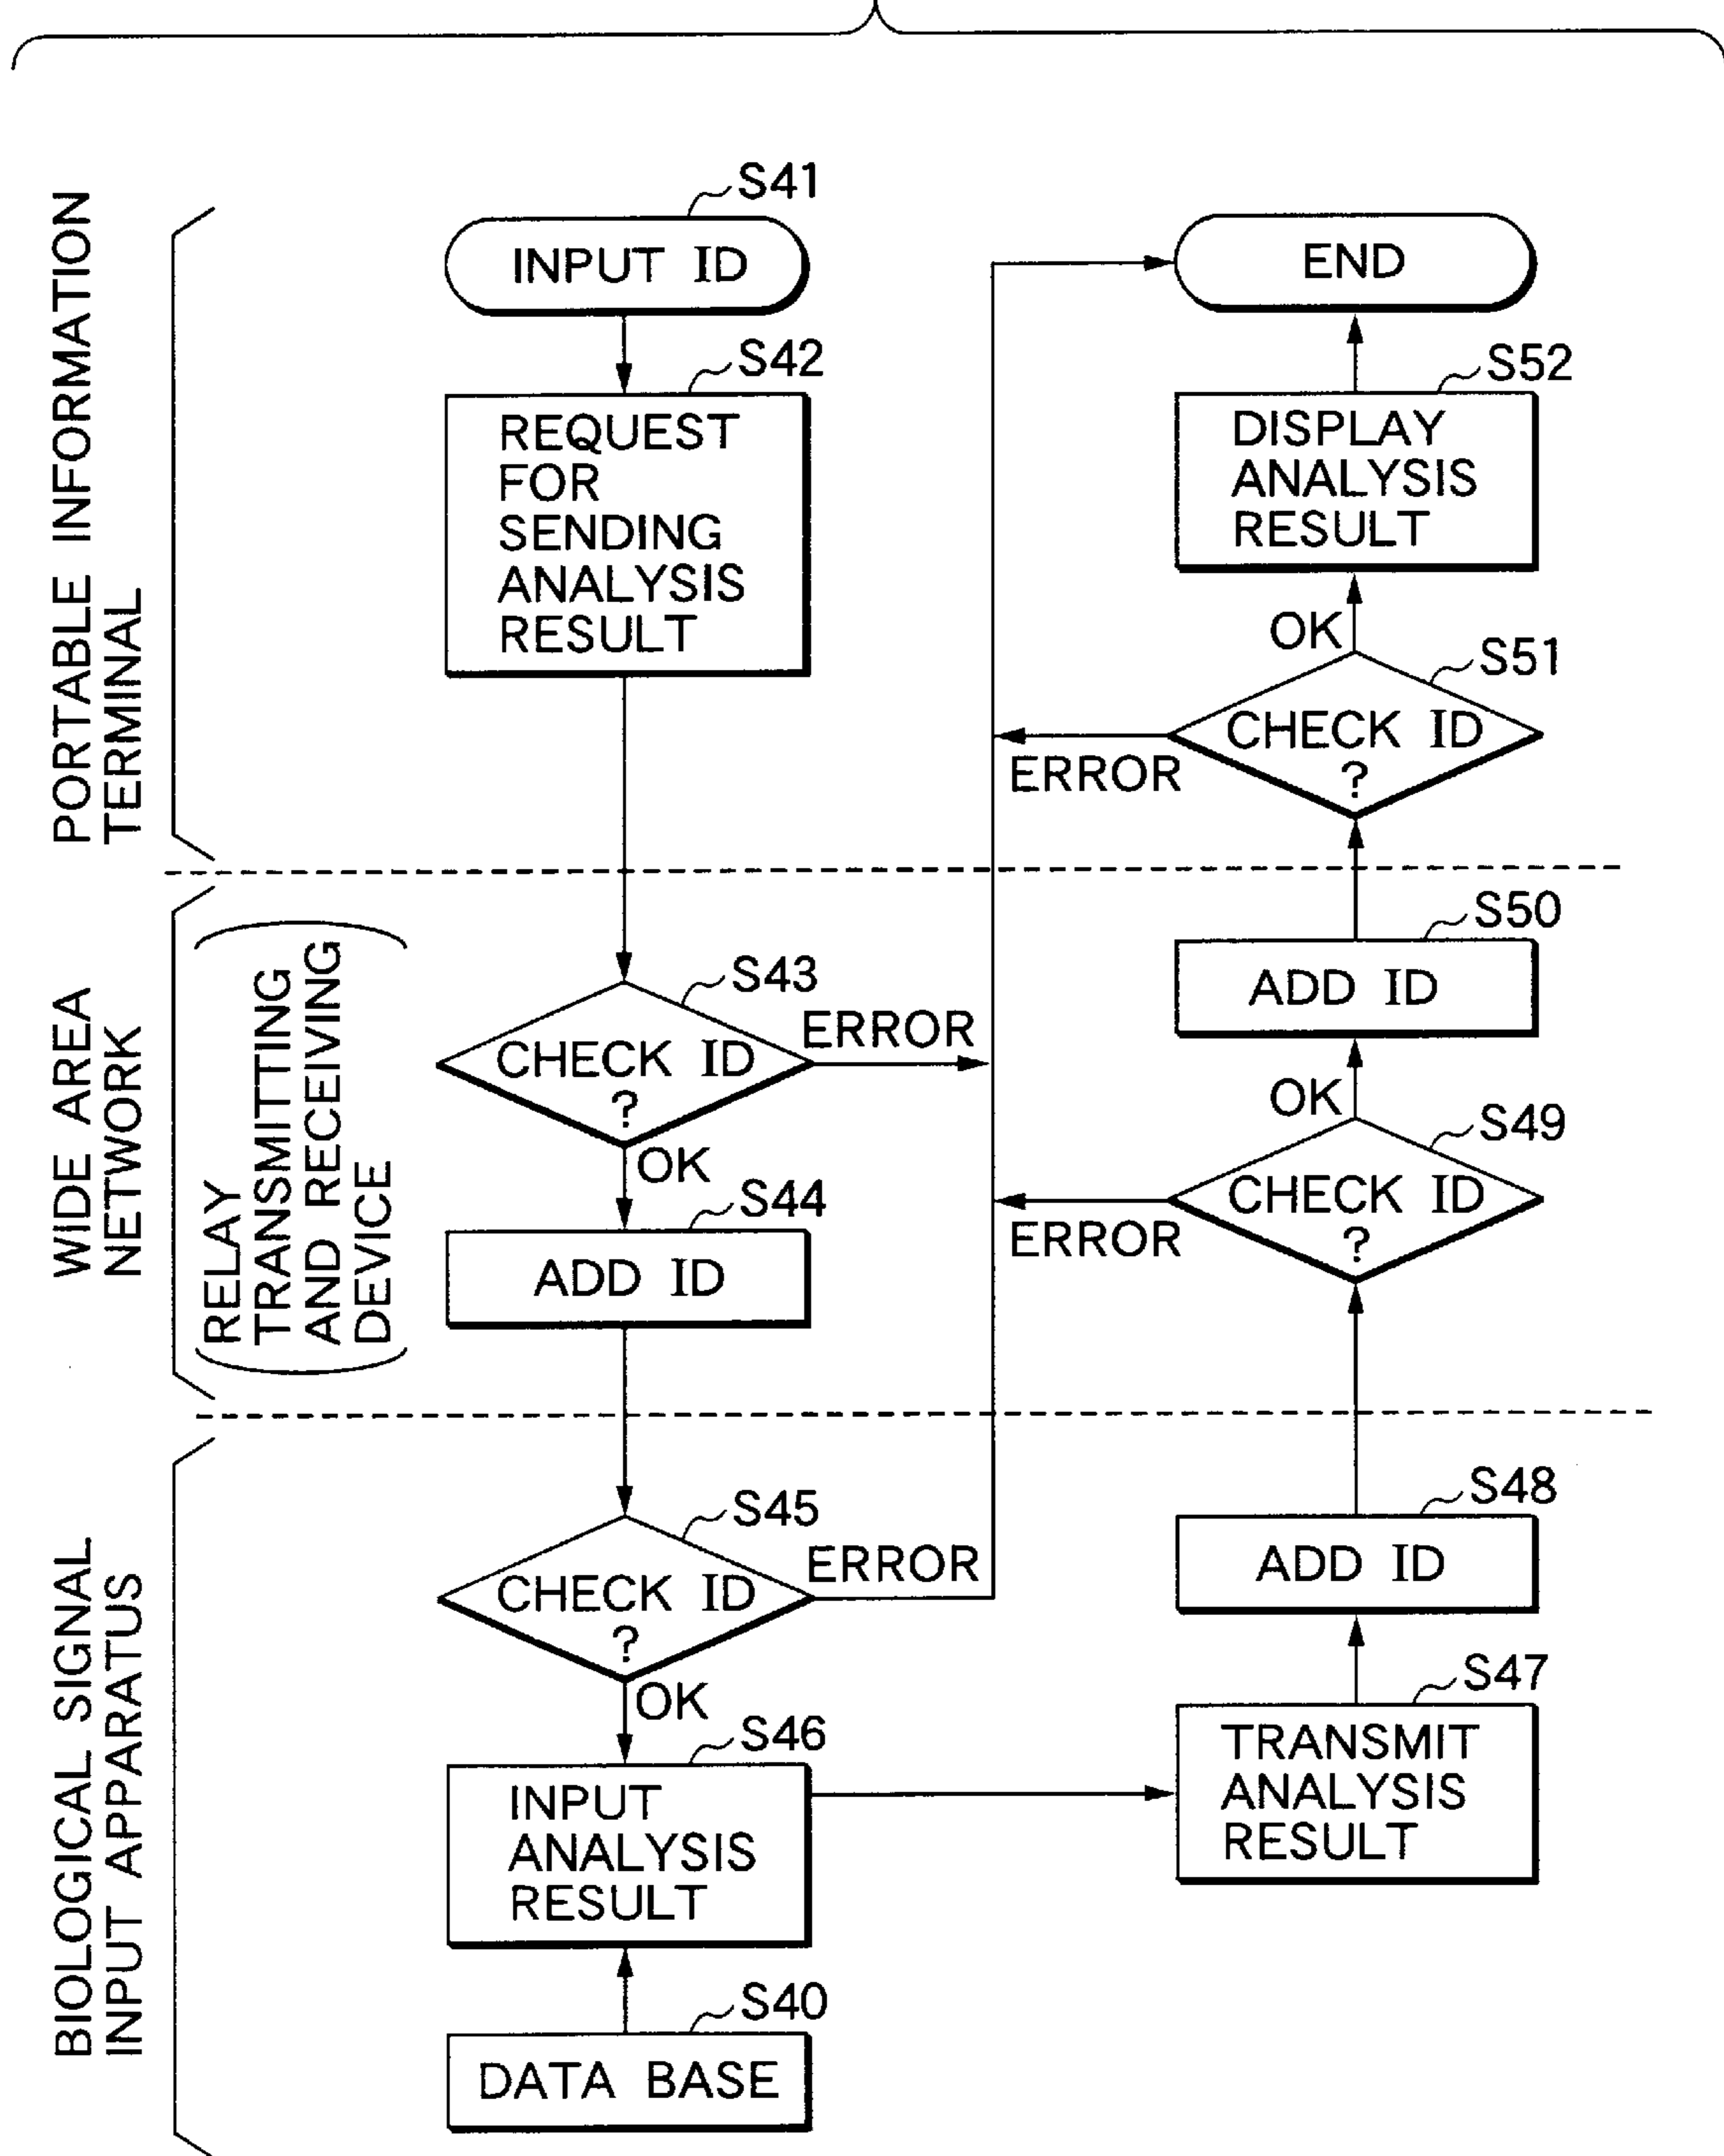 PORTABLE INFORMATION
TERMINAL
S41
INPUT ID
S42
REQUEST
FOR
SENDING
ANALYSIS
RESULT
END
S52
DISPLAY
ANALYSIS
RESULT
OK
S51
CHECK ID
?
ERROR
WIDE AREA
NETWORK
RELAY
TRANSMITTING
AND RECEIVING
DEVICE
S43
CHECK ID
?
ERROR
OK
S44
ADD ID
S50
ADD ID
OK
S49
CHECK ID
?
ERROR
BIOLOGICAL SIGNAL
INPUT APPARATUS
S45
CHECK ID
?
ERROR
OK
S46
INPUT
ANALYSIS
RESULT
S40
DATA BASE
S48
ADD ID
S47
TRANSMIT
ANALYSIS
RESULT